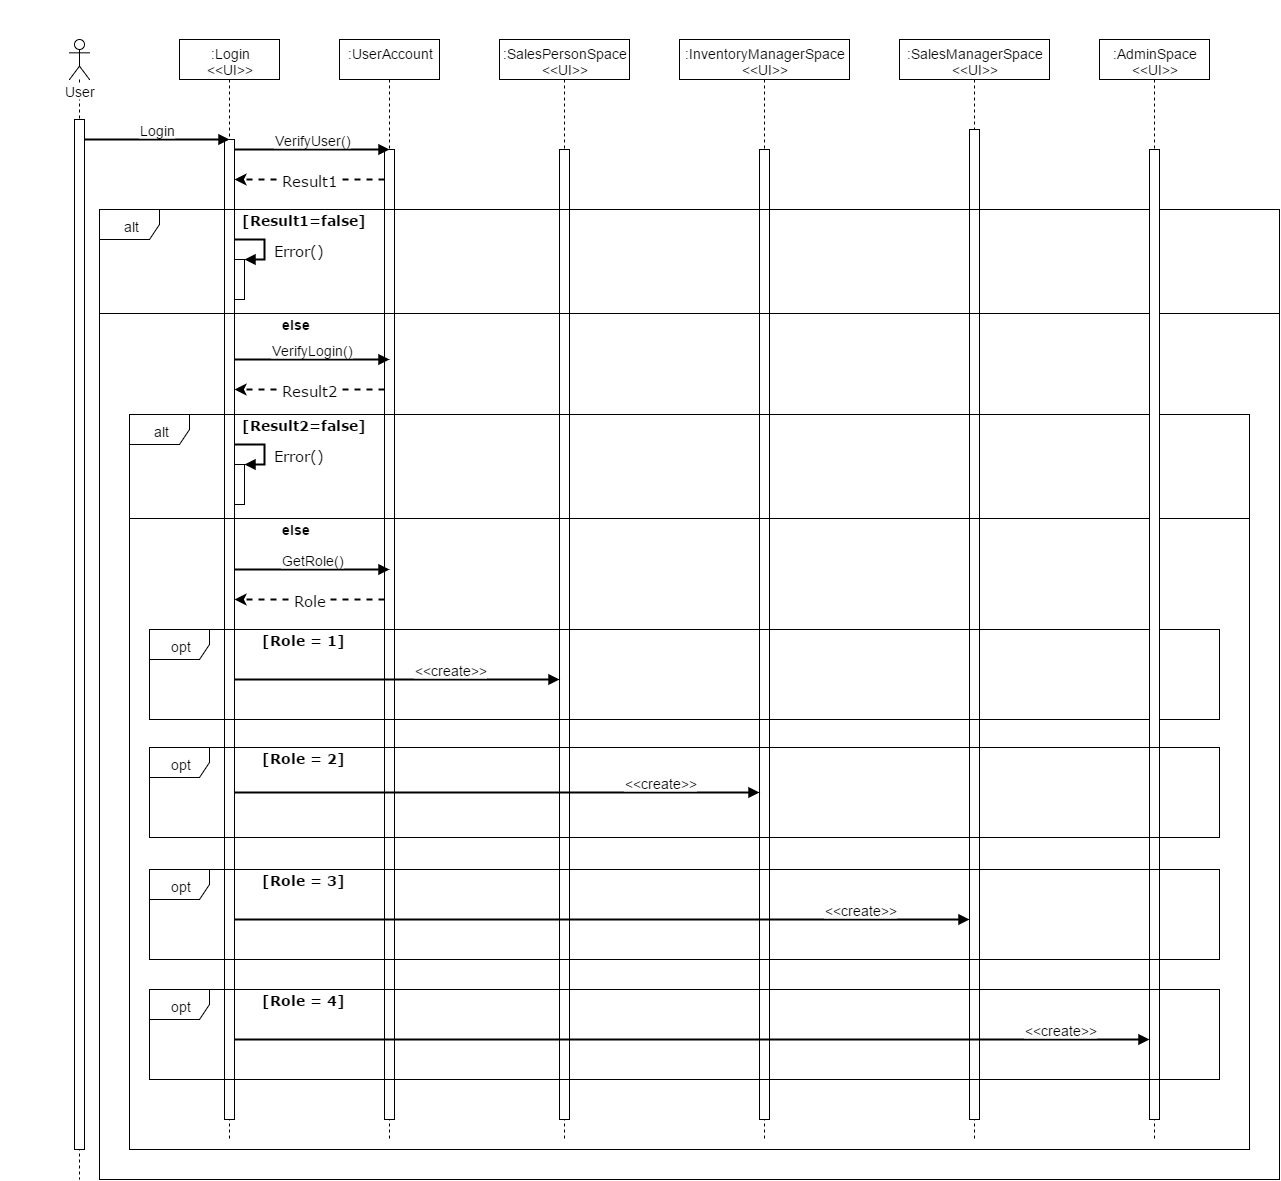 User
:Login
<<UI>>
:UserAccount
:SalesPersonSpace
<<UI>>
:InventoryManagerSpace
<<UI>>
:SalesManagerSpace
<<UI>>
:AdminSpace
<<UI>>
Login
VerifyUser()
Result1
alt
[Result1=false]
Error()
else
VerifyLogin()
Result2
alt
[Result2=false]
Error()
else
GetRole()
Role
opt
[Role = 1]
<<create>>
opt
[Role = 2]
<<create>>
opt
[Role = 3]
<<create>>
opt
[Role = 4]
<<create>>